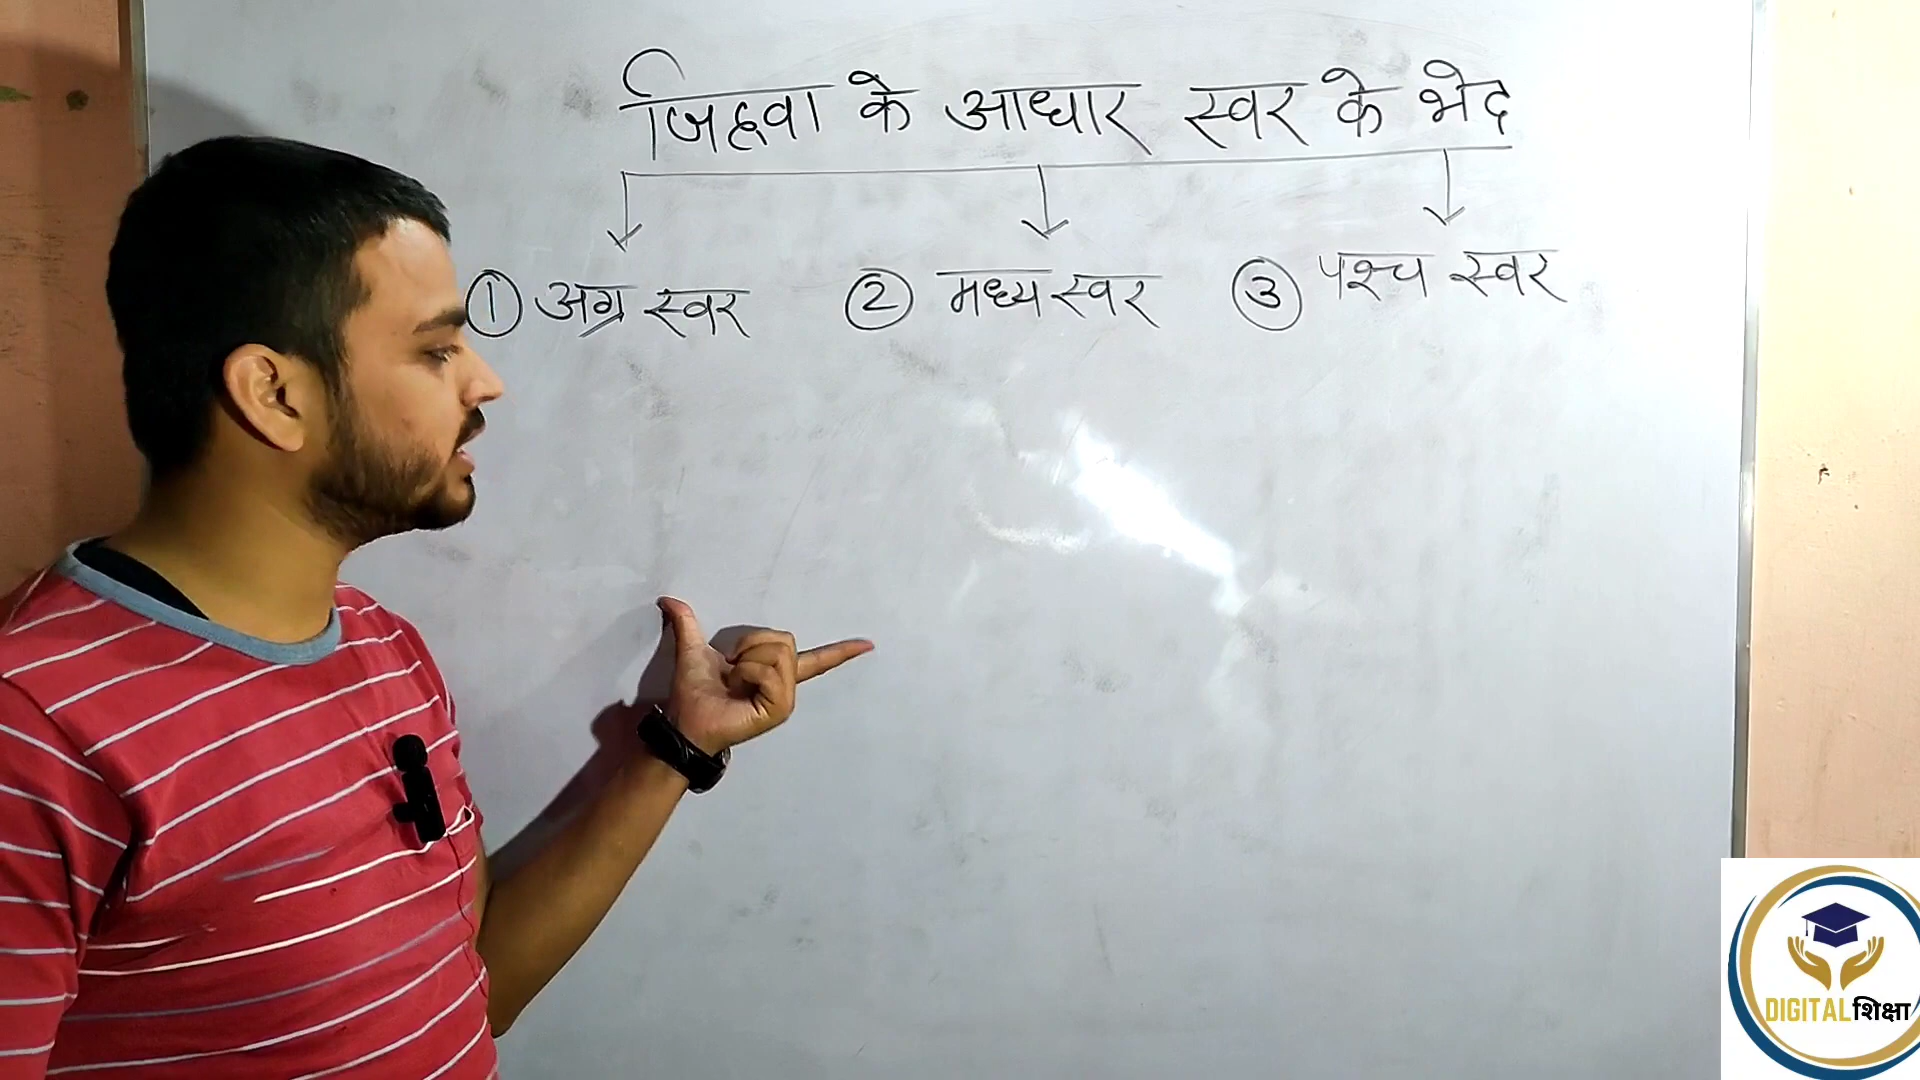 जिह्वा के आधार स्वर के भेद
① अग्र स्वर ② मध्य स्वर ③ पश्च स्वर
DIGITAL शिक्षा